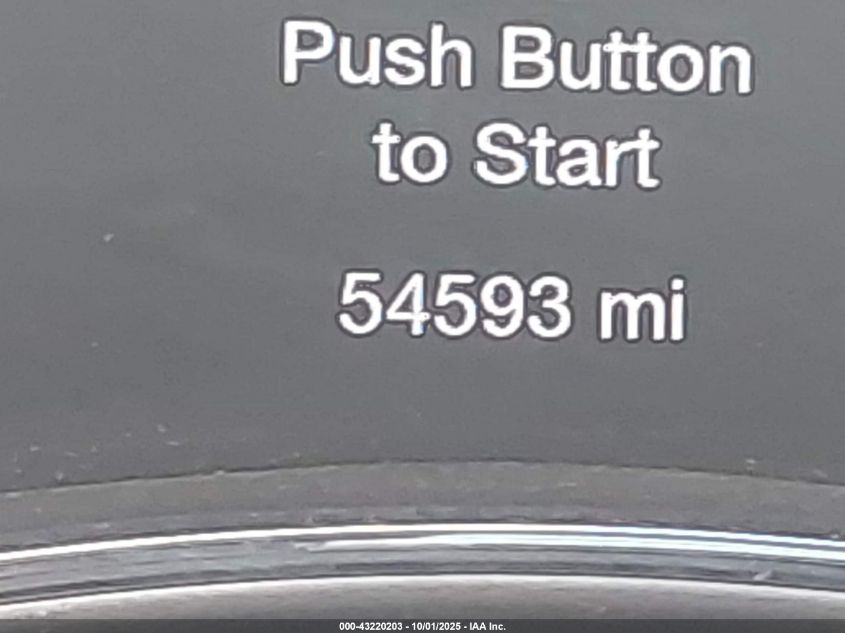 Push Button
to Start
54593 mi
000-43220203 - 10/01/2025 - IAA Inc.